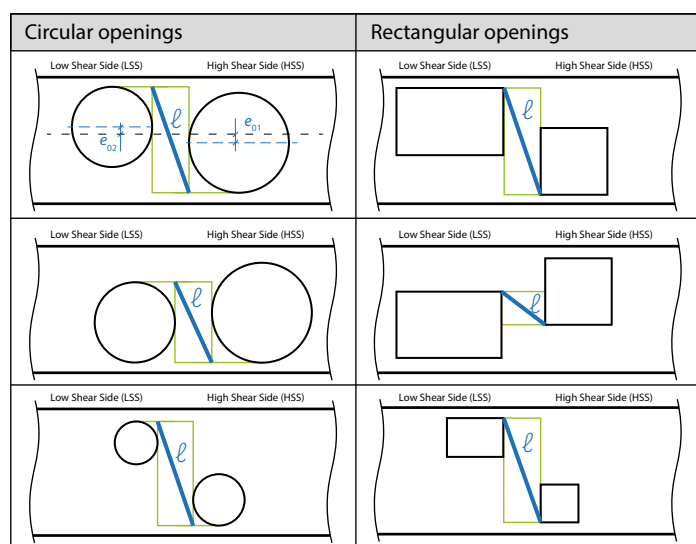 Circular openings
Rectangular openings
Low Shear Side (LSS)
High Shear Side (HSS)
Low Shear Side (LSS)
High Shear Side (HSS)
ℓ
e₀₁
e₀₂
ℓ
Low Shear Side (LSS)
High Shear Side (HSS)
Low Shear Side (LSS)
High Shear Side (HSS)
ℓ
ℓ
Low Shear Side (LSS)
High Shear Side (HSS)
Low Shear Side (LSS)
High Shear Side (HSS)
ℓ
ℓ